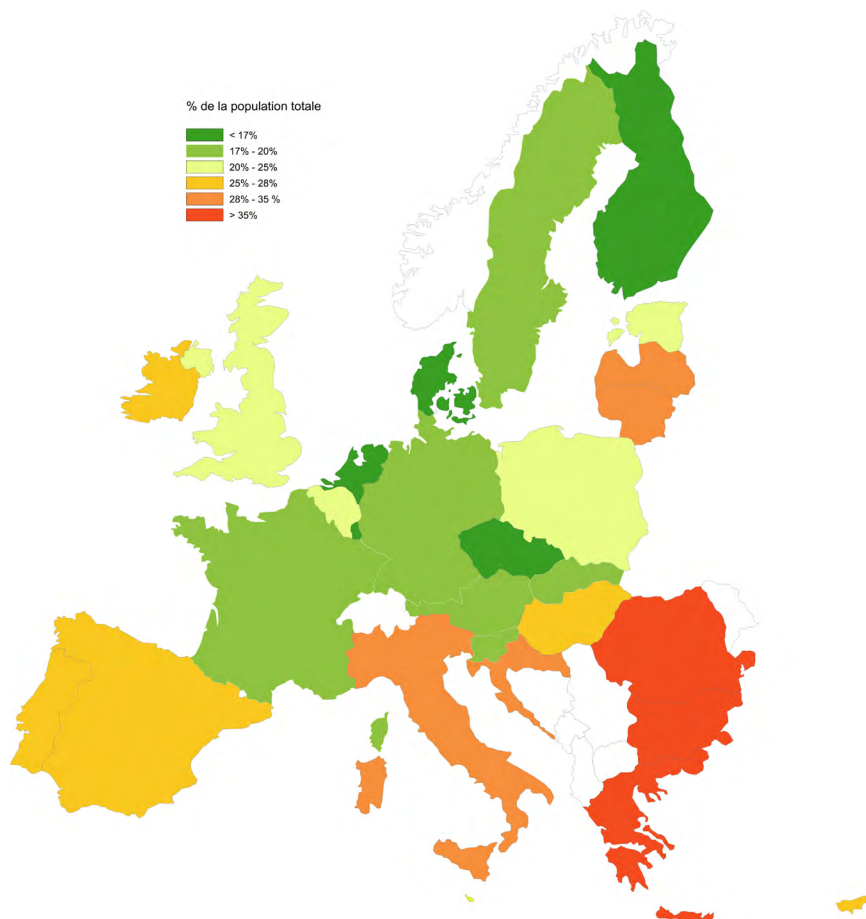 % de la population totale
< 17%
17% - 20%
20% - 25%
25% - 28%
28% - 35 %
> 35%